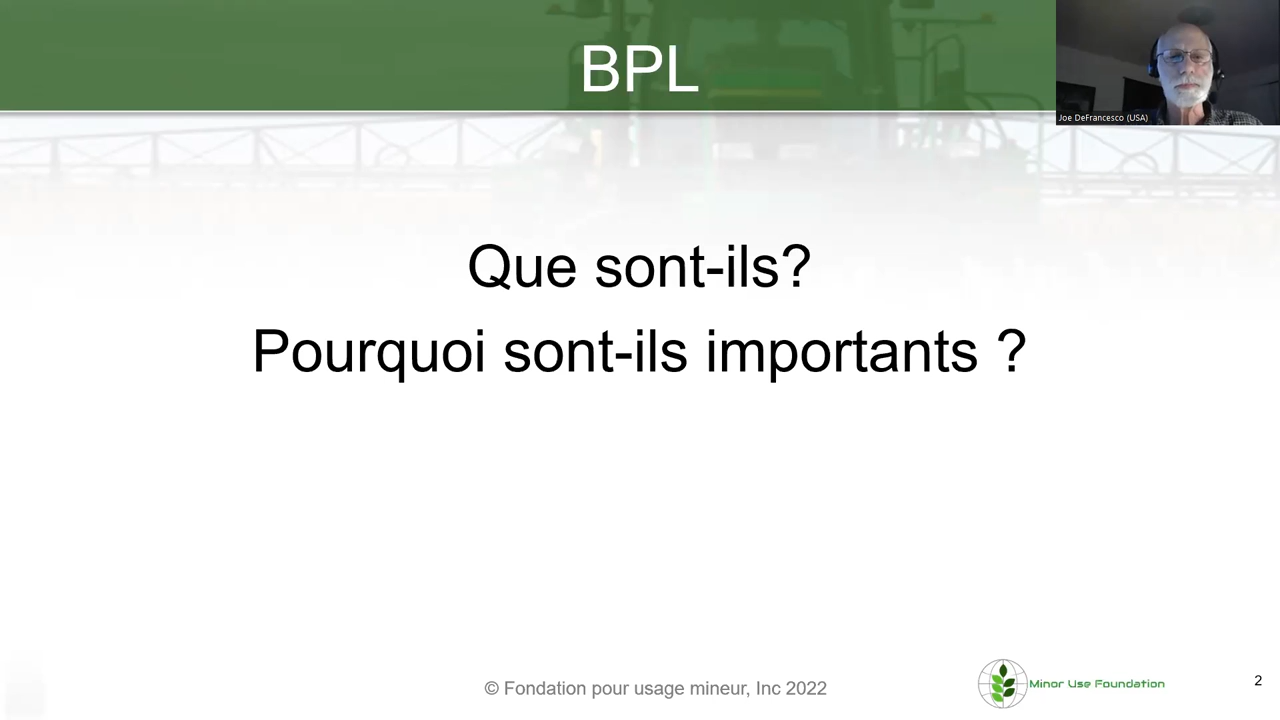 BPL
Joe DeFrancesco (USA)
Que sont-ils?
Pourquoi sont-ils importants ?
© Fondation pour usage mineur, Inc 2022
Minor Use Foundation
2